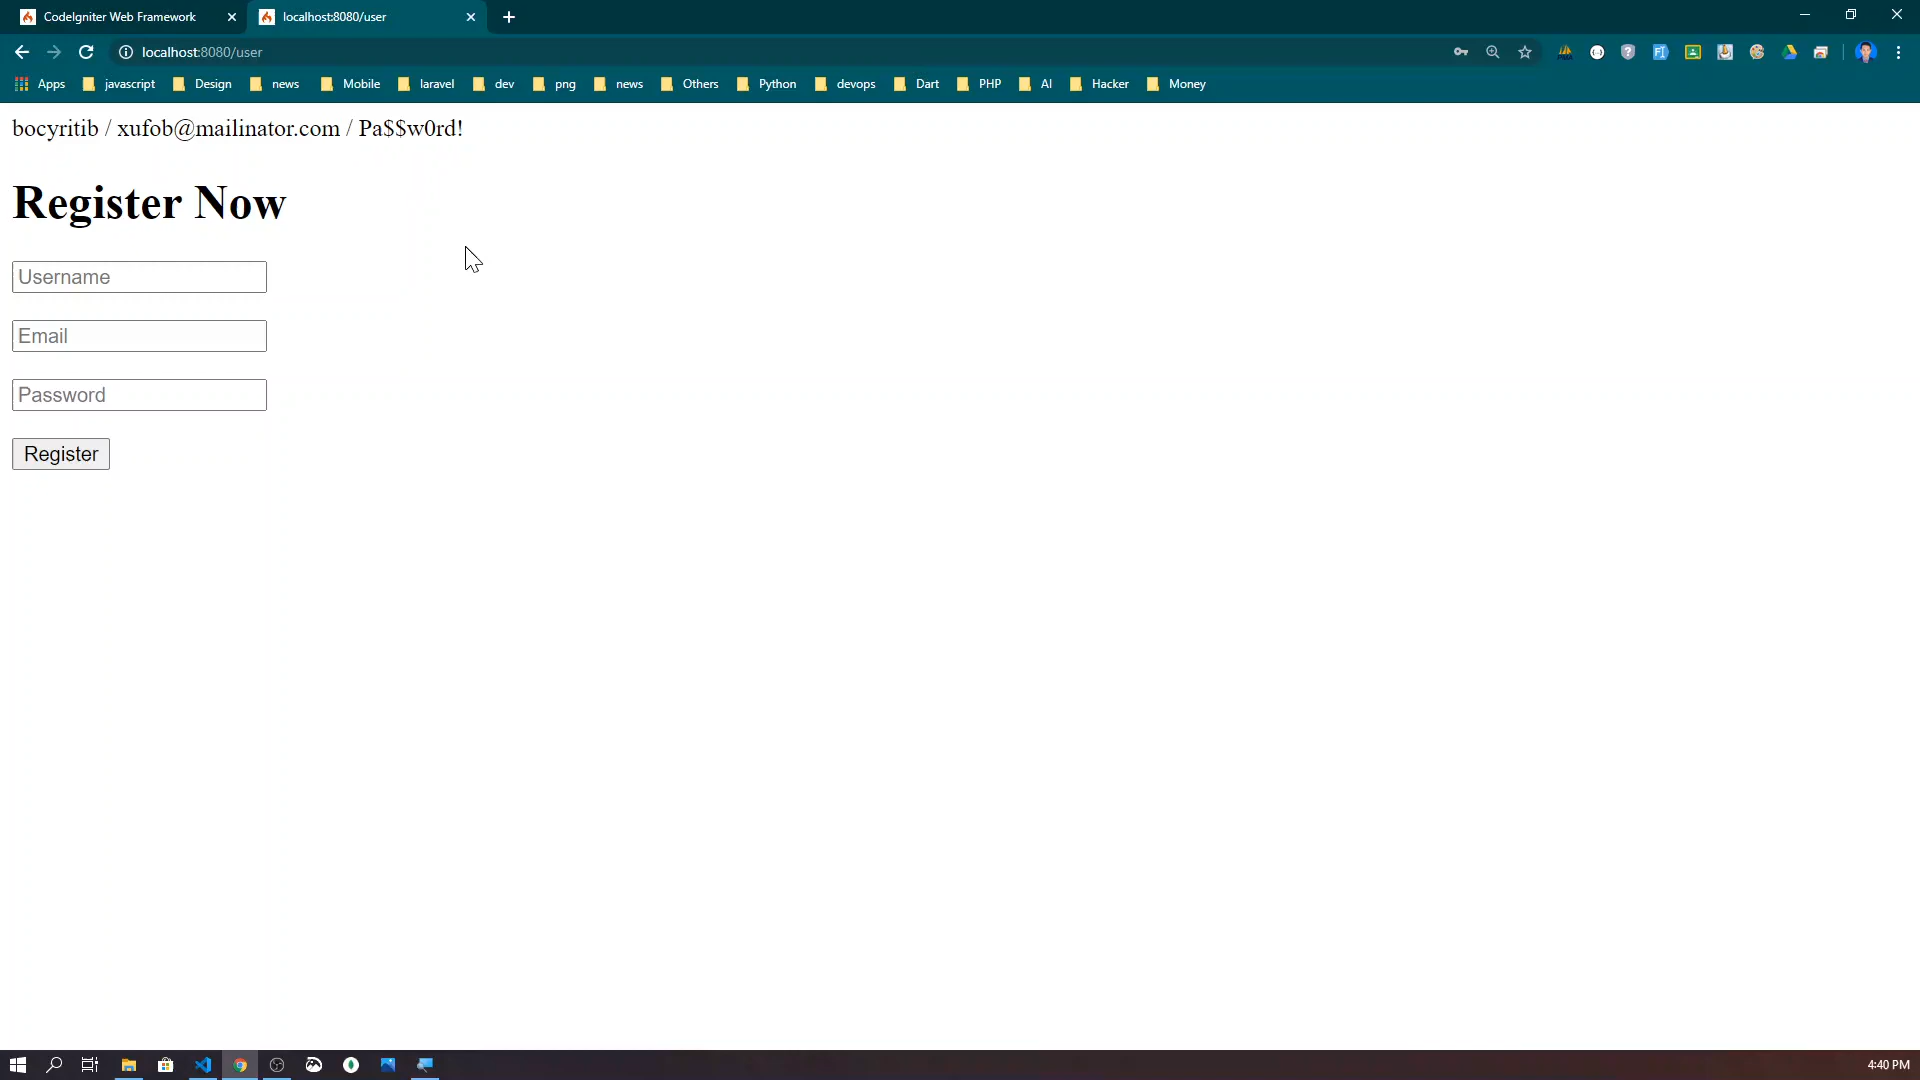 CodeIgniter Web Framework
localhost:8080/user
localhost:8080/user
Apps javascript Design news Mobile laravel dev png news Others Python devops Dart PHP AI Hacker Money
bocyritib / xufob@mailinator.com / Pa$$w0rd!
Register Now
Username
Email
Password
Register
4:40 PM